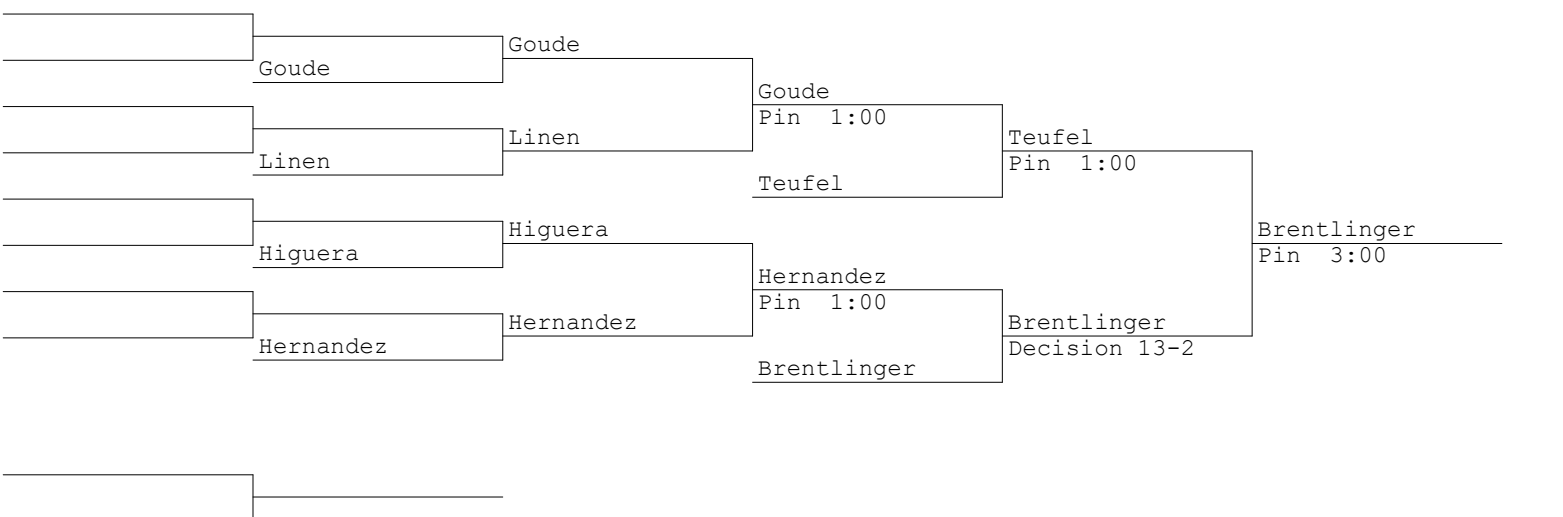 Goude
Goude
Goude
Pin 1:00
Linen
Teufel
Linen
Pin 1:00
Teufel
Higuera
Brentlinger
Higuera
Pin 3:00
Hernandez
Pin 1:00
Hernandez
Brentlinger
Hernandez
Decision 13-2
Brentlinger